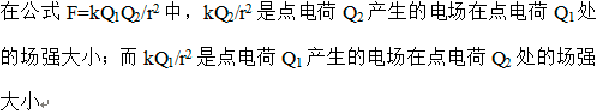 在公式 F=kQ₁Q₂/r² 中，kQ₂/r² 是点电荷 Q₂ 产生的电场在点电荷 Q₁ 处
的场强大小；而 kQ₁/r² 是点电荷 Q₁ 产生的电场在点电荷 Q₂ 处的场强
大小↵